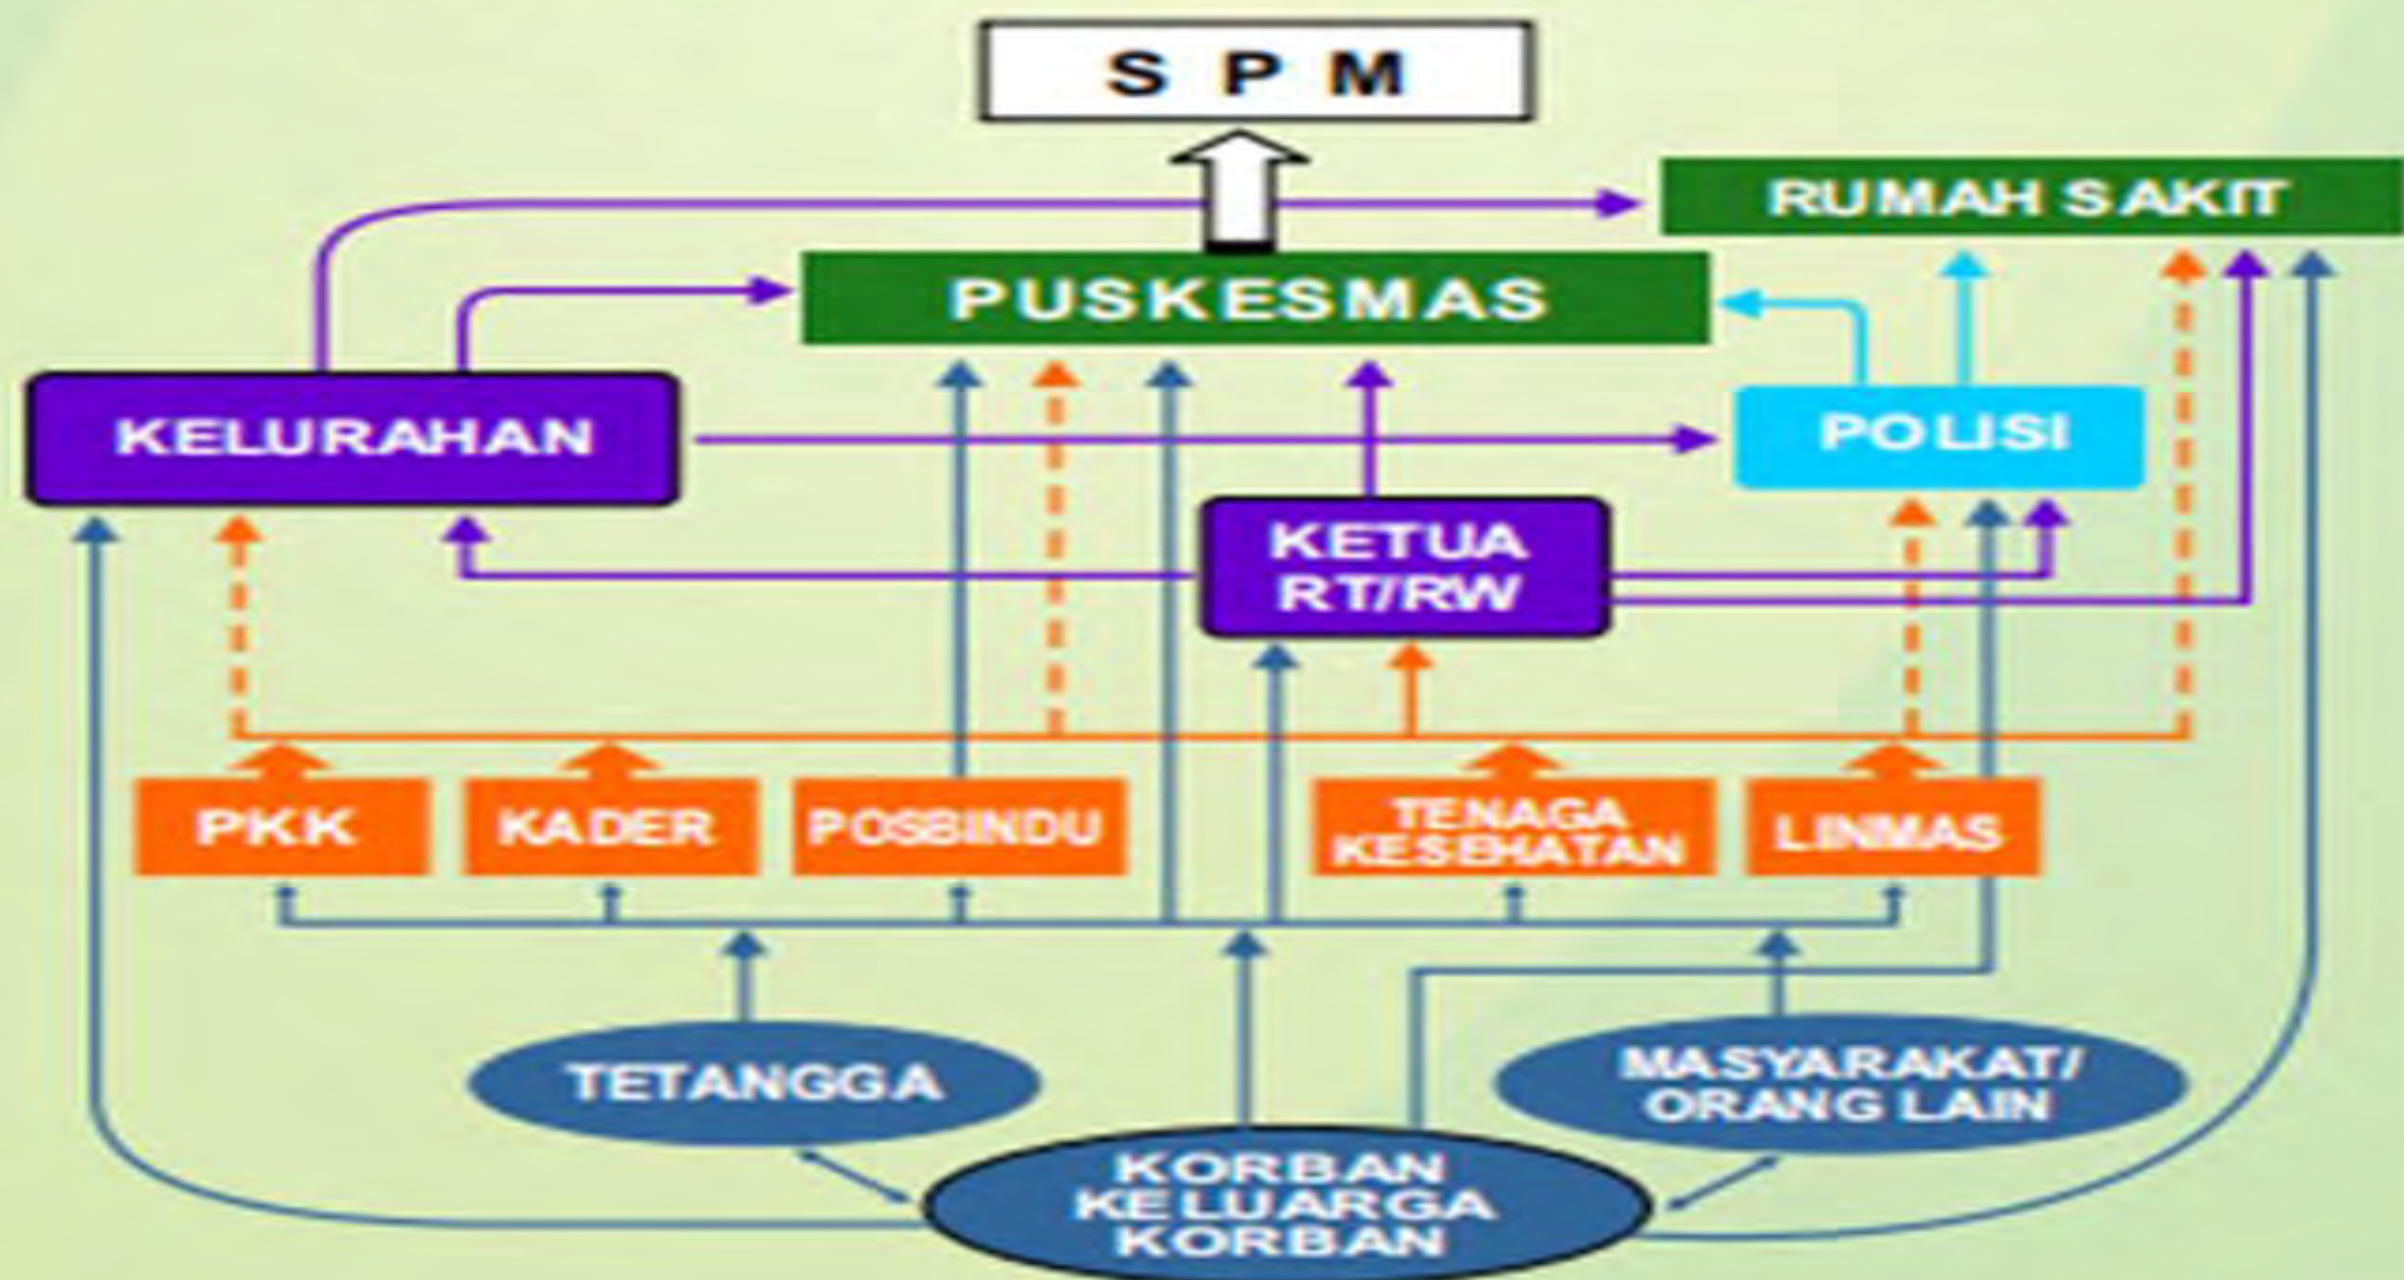 S P M
RUMAH SAKIT
PUSKESMAS
KELURAHAN
POLISI
KETUA
RT/RW
PKK
KADER
POSBINDU
TENAGA
KESEHATAN
LINMAS
TETANGGA
MASYARAKAT/
ORANG LAIN
KORBAN
KELUARGA
KORBAN